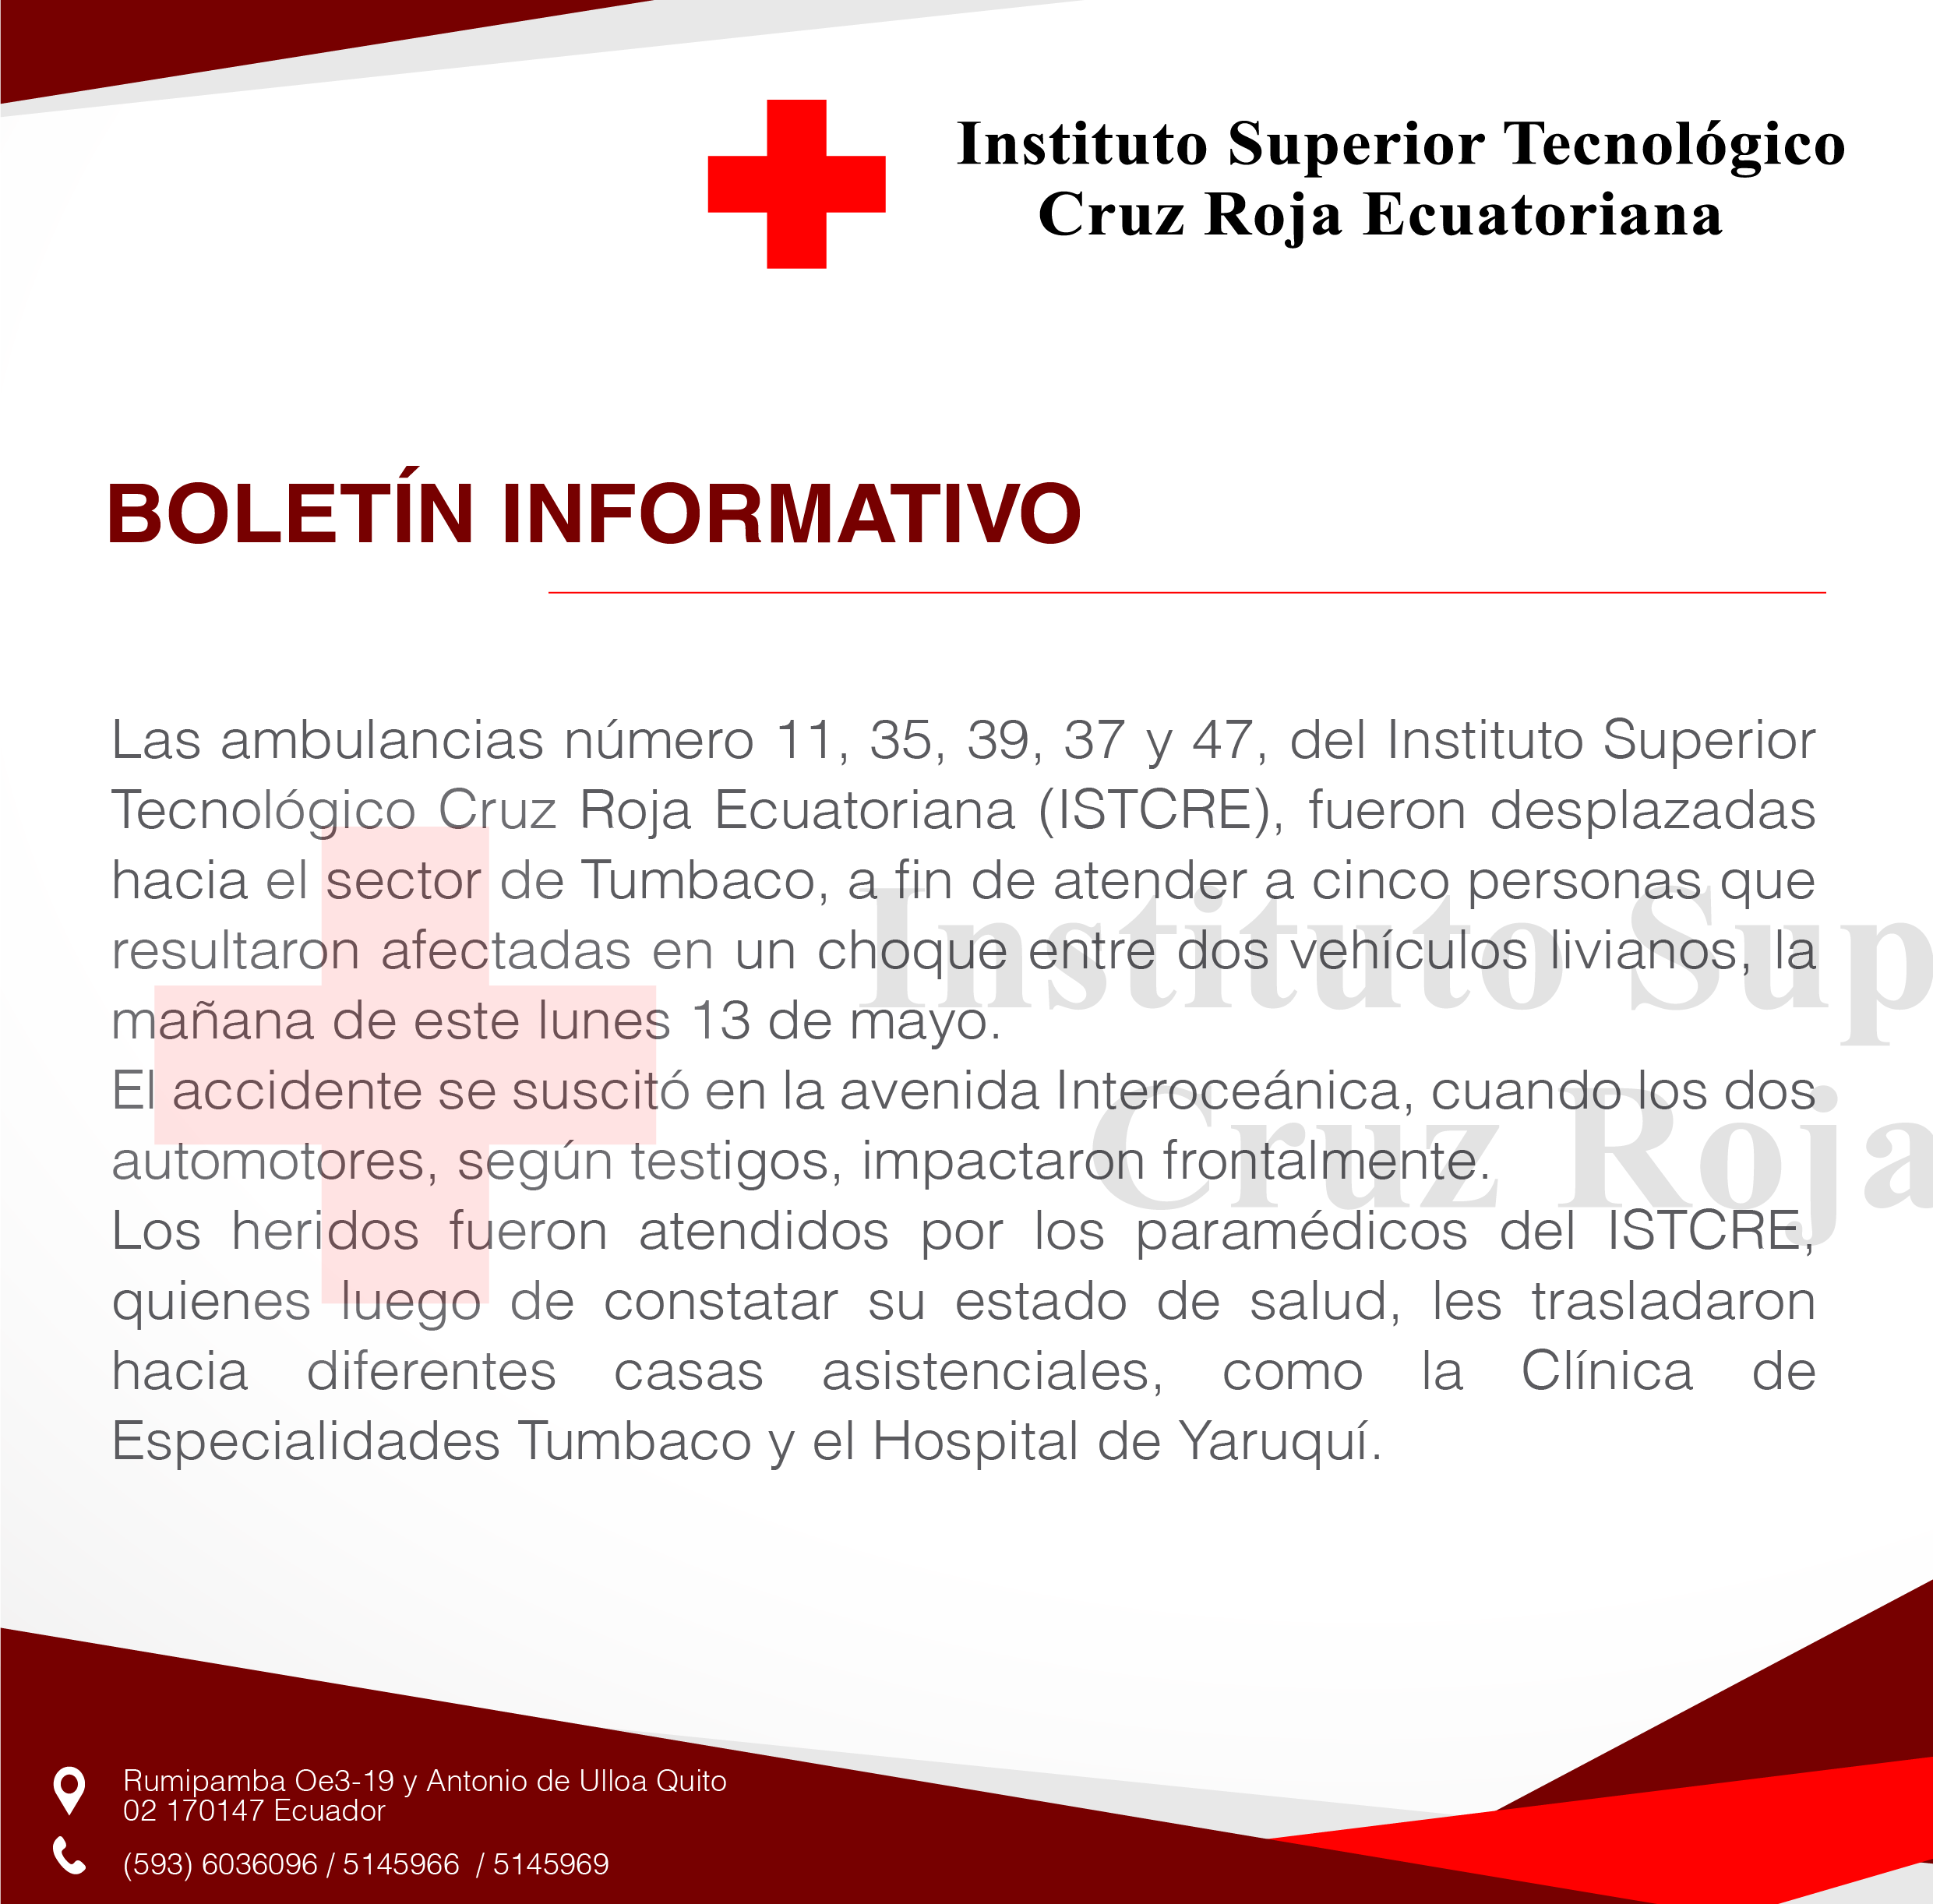 Instituto Superior Tecnológico
Cruz Roja Ecuatoriana
BOLETÍN INFORMATIVO
Las ambulancias número 11, 35, 39, 37 y 47, del Instituto Superior
Tecnológico Cruz Roja Ecuatoriana (ISTCRE), fueron desplazadas
hacia el sector de Tumbaco, a fin de atender a cinco personas que
resultaron afectadas en un choque entre dos vehículos livianos, la
mañana de este lunes 13 de mayo.
El accidente se suscitó en la avenida Interoceánica, cuando los dos
automotores, según testigos, impactaron frontalmente.
Los heridos fueron atendidos por los paramédicos del ISTCRE,
quienes luego de constatar su estado de salud, les trasladaron
hacia diferentes casas asistenciales, como la Clínica de
Especialidades Tumbaco y el Hospital de Yaruquí.
Instituto Sup
Cruz Roja
Rumipamba Oe3-19 y Antonio de Ulloa Quito
02 170147 Ecuador
(593) 6036096 / 5145966 / 5145969